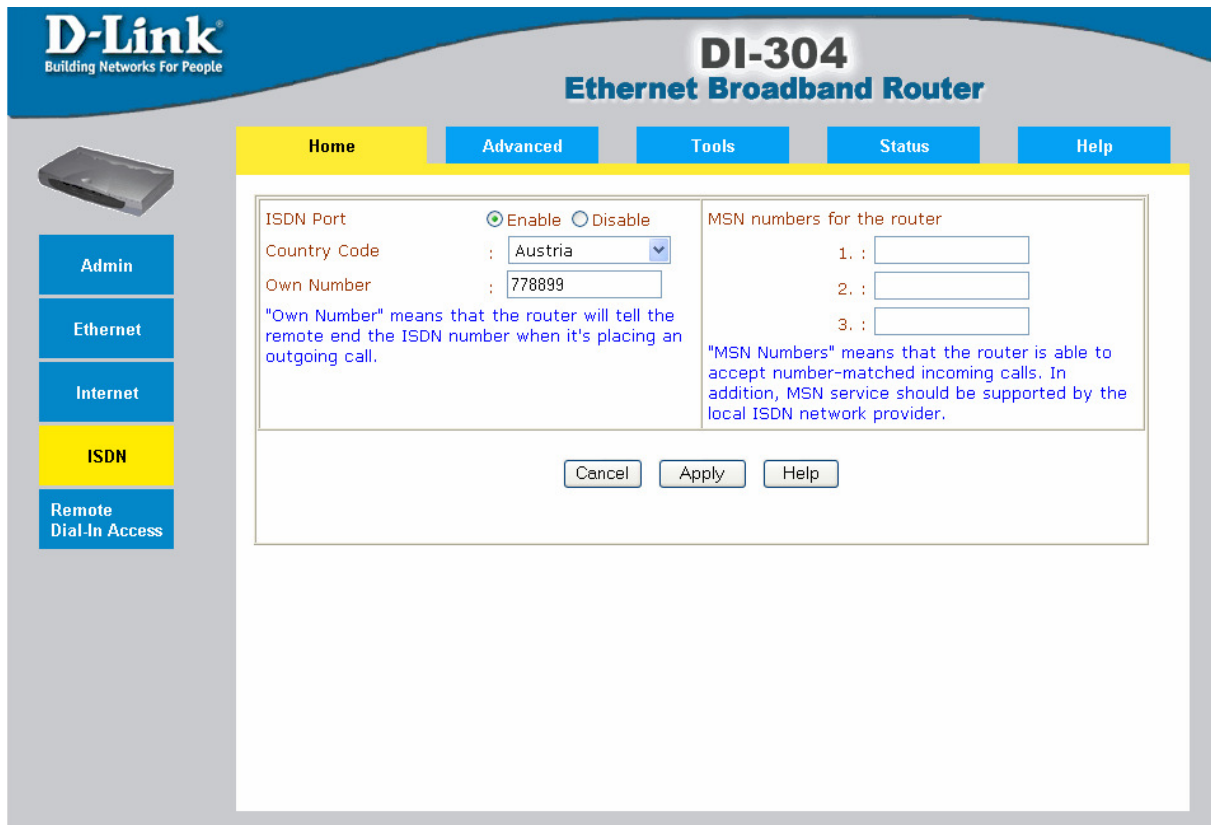 D-Link
Building Networks For People
DI-304
Ethernet Broadband Router
Home
Advanced
Tools
Status
Help
Admin
Ethernet
Internet
ISDN
Remote
Dial-In Access
ISDN Port Enable Disable
Country Code : Austria
Own Number : 778899
"Own Number" means that the router will tell the
remote end the ISDN number when it's placing an
outgoing call.
MSN numbers for the router
1. :
2. :
3. :
"MSN Numbers" means that the router is able to
accept number-matched incoming calls. In
addition, MSN service should be supported by the
local ISDN network provider.
Cancel
Apply
Help